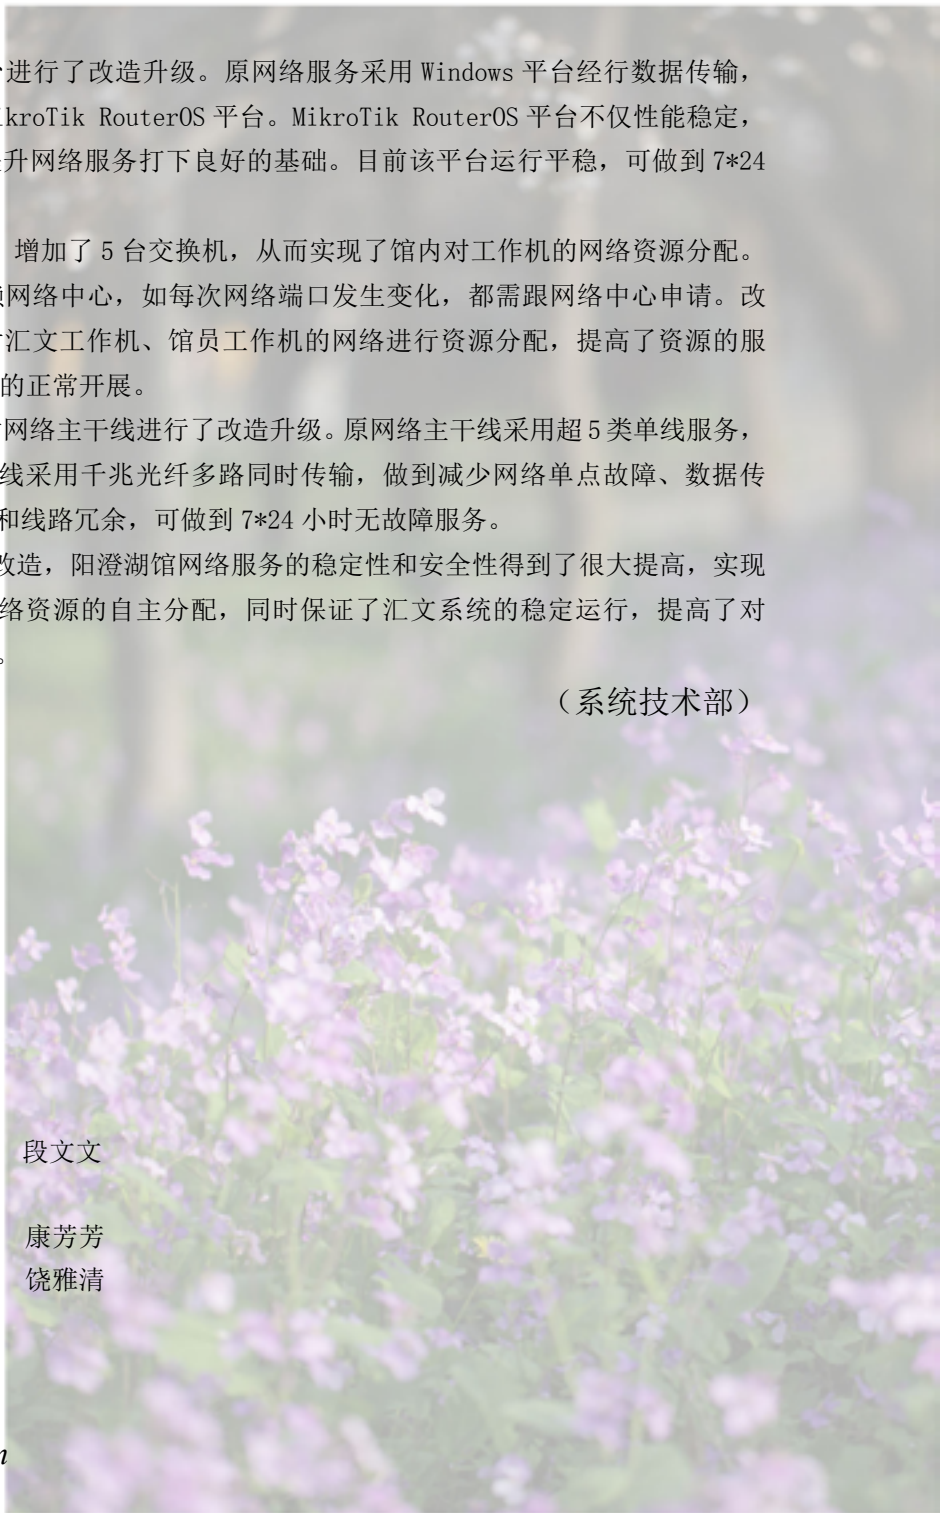 进行了改造升级。原网络服务采用 Windows 平台经行数据传输，
kroTik RouterOS 平台。MikroTik RouterOS 平台不仅性能稳定，
升网络服务打下良好的基础。目前该平台运行平稳，可做到 7*24
增加了 5 台交换机，从而实现了馆内对工作机的网络资源分配。
网络中心，如每次网络端口发生变化，都需跟网络中心申请。改
汇文工作机、馆员工作机的网络进行资源分配，提高了资源的服
的正常开展。
网络主干线进行了改造升级。原网络主干线采用超 5 类单线服务，
线采用千兆光纤多路同时传输，做到减少网络单点故障、数据传
和线路冗余，可做到 7*24 小时无故障服务。
改造，阳澄湖馆网络服务的稳定性和安全性得到了很大提高，实现
络资源的自主分配，同时保证了汇文系统的稳定运行，提高了对
。
（系统技术部）
段文文
康芳芳
饶雅清